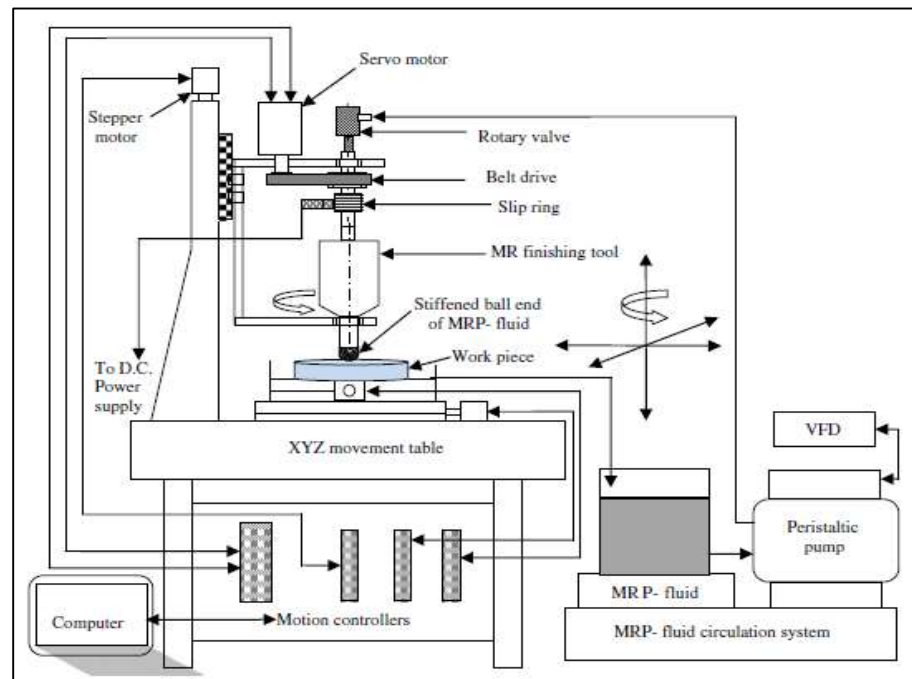 Servo motor
Stepper
motor
Rotary valve
Belt drive
Slip ring
MR finishing tool
Stiffened ball end
of MRP- fluid
Work piece
To D.C.
Power
supply
XYZ movement table
VFD
Peristaltic
pump
MRP- fluid
MRP- fluid circulation system
Computer
Motion controllers